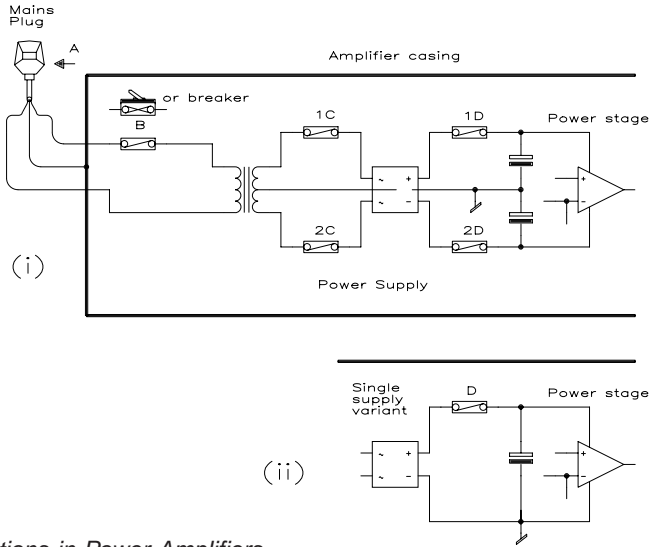 Mains
Plug
A
Amplifier casing
or breaker
B
1C
1D
Power stage
~ +
~ −
+
−
2C
2D
(i)
Power Supply
Single
supply
variant
D
Power stage
~ +
~ −
+
−
(ii)